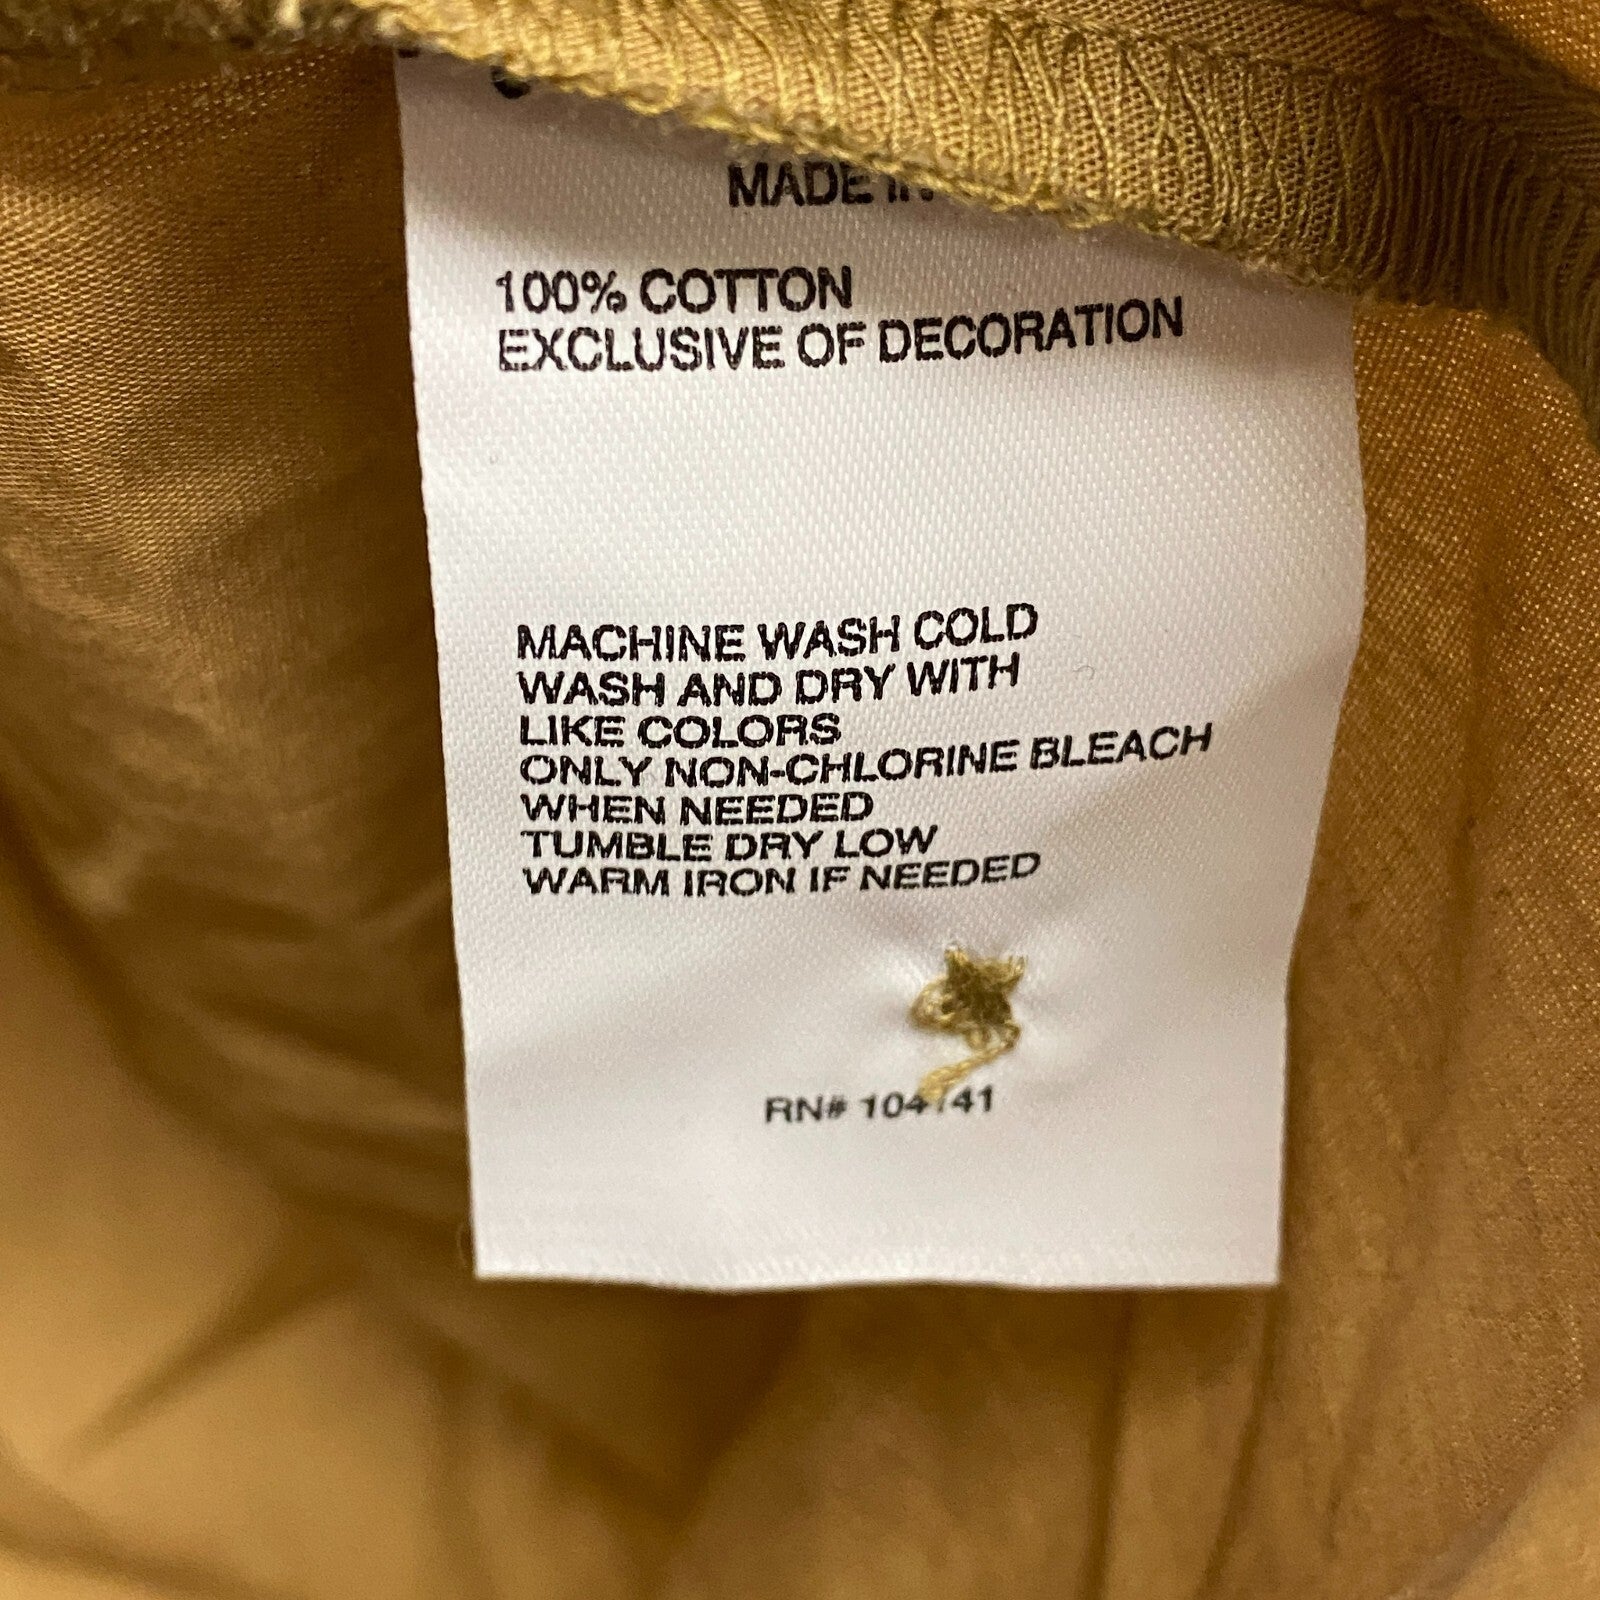 MADE IN
100% COTTON
EXCLUSIVE OF DECORATION
MACHINE WASH COLD
WASH AND DRY WITH
LIKE COLORS
ONLY NON-CHLORINE BLEACH
WHEN NEEDED
TUMBLE DRY LOW
WARM IRON IF NEEDED
RN#